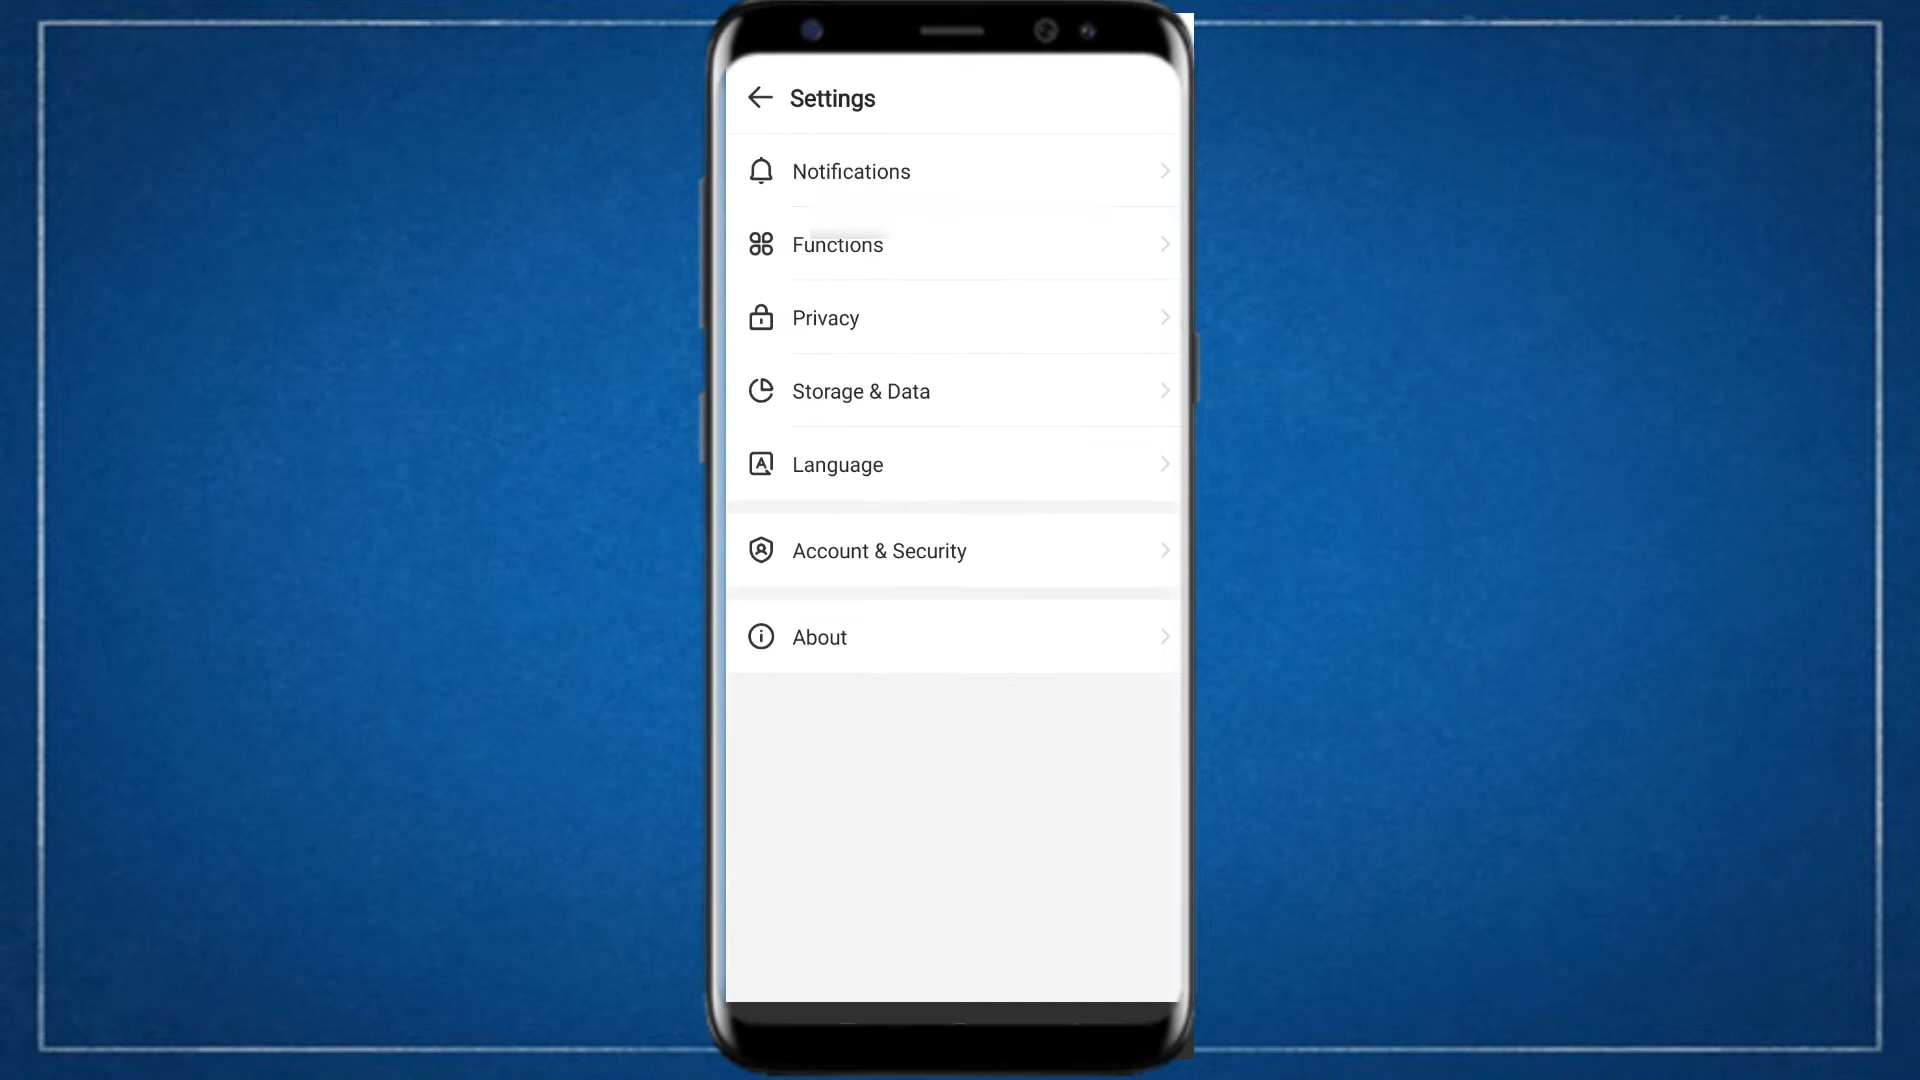 Settings
Notifications
Functions
Privacy
Storage & Data
Language
Account & Security
About